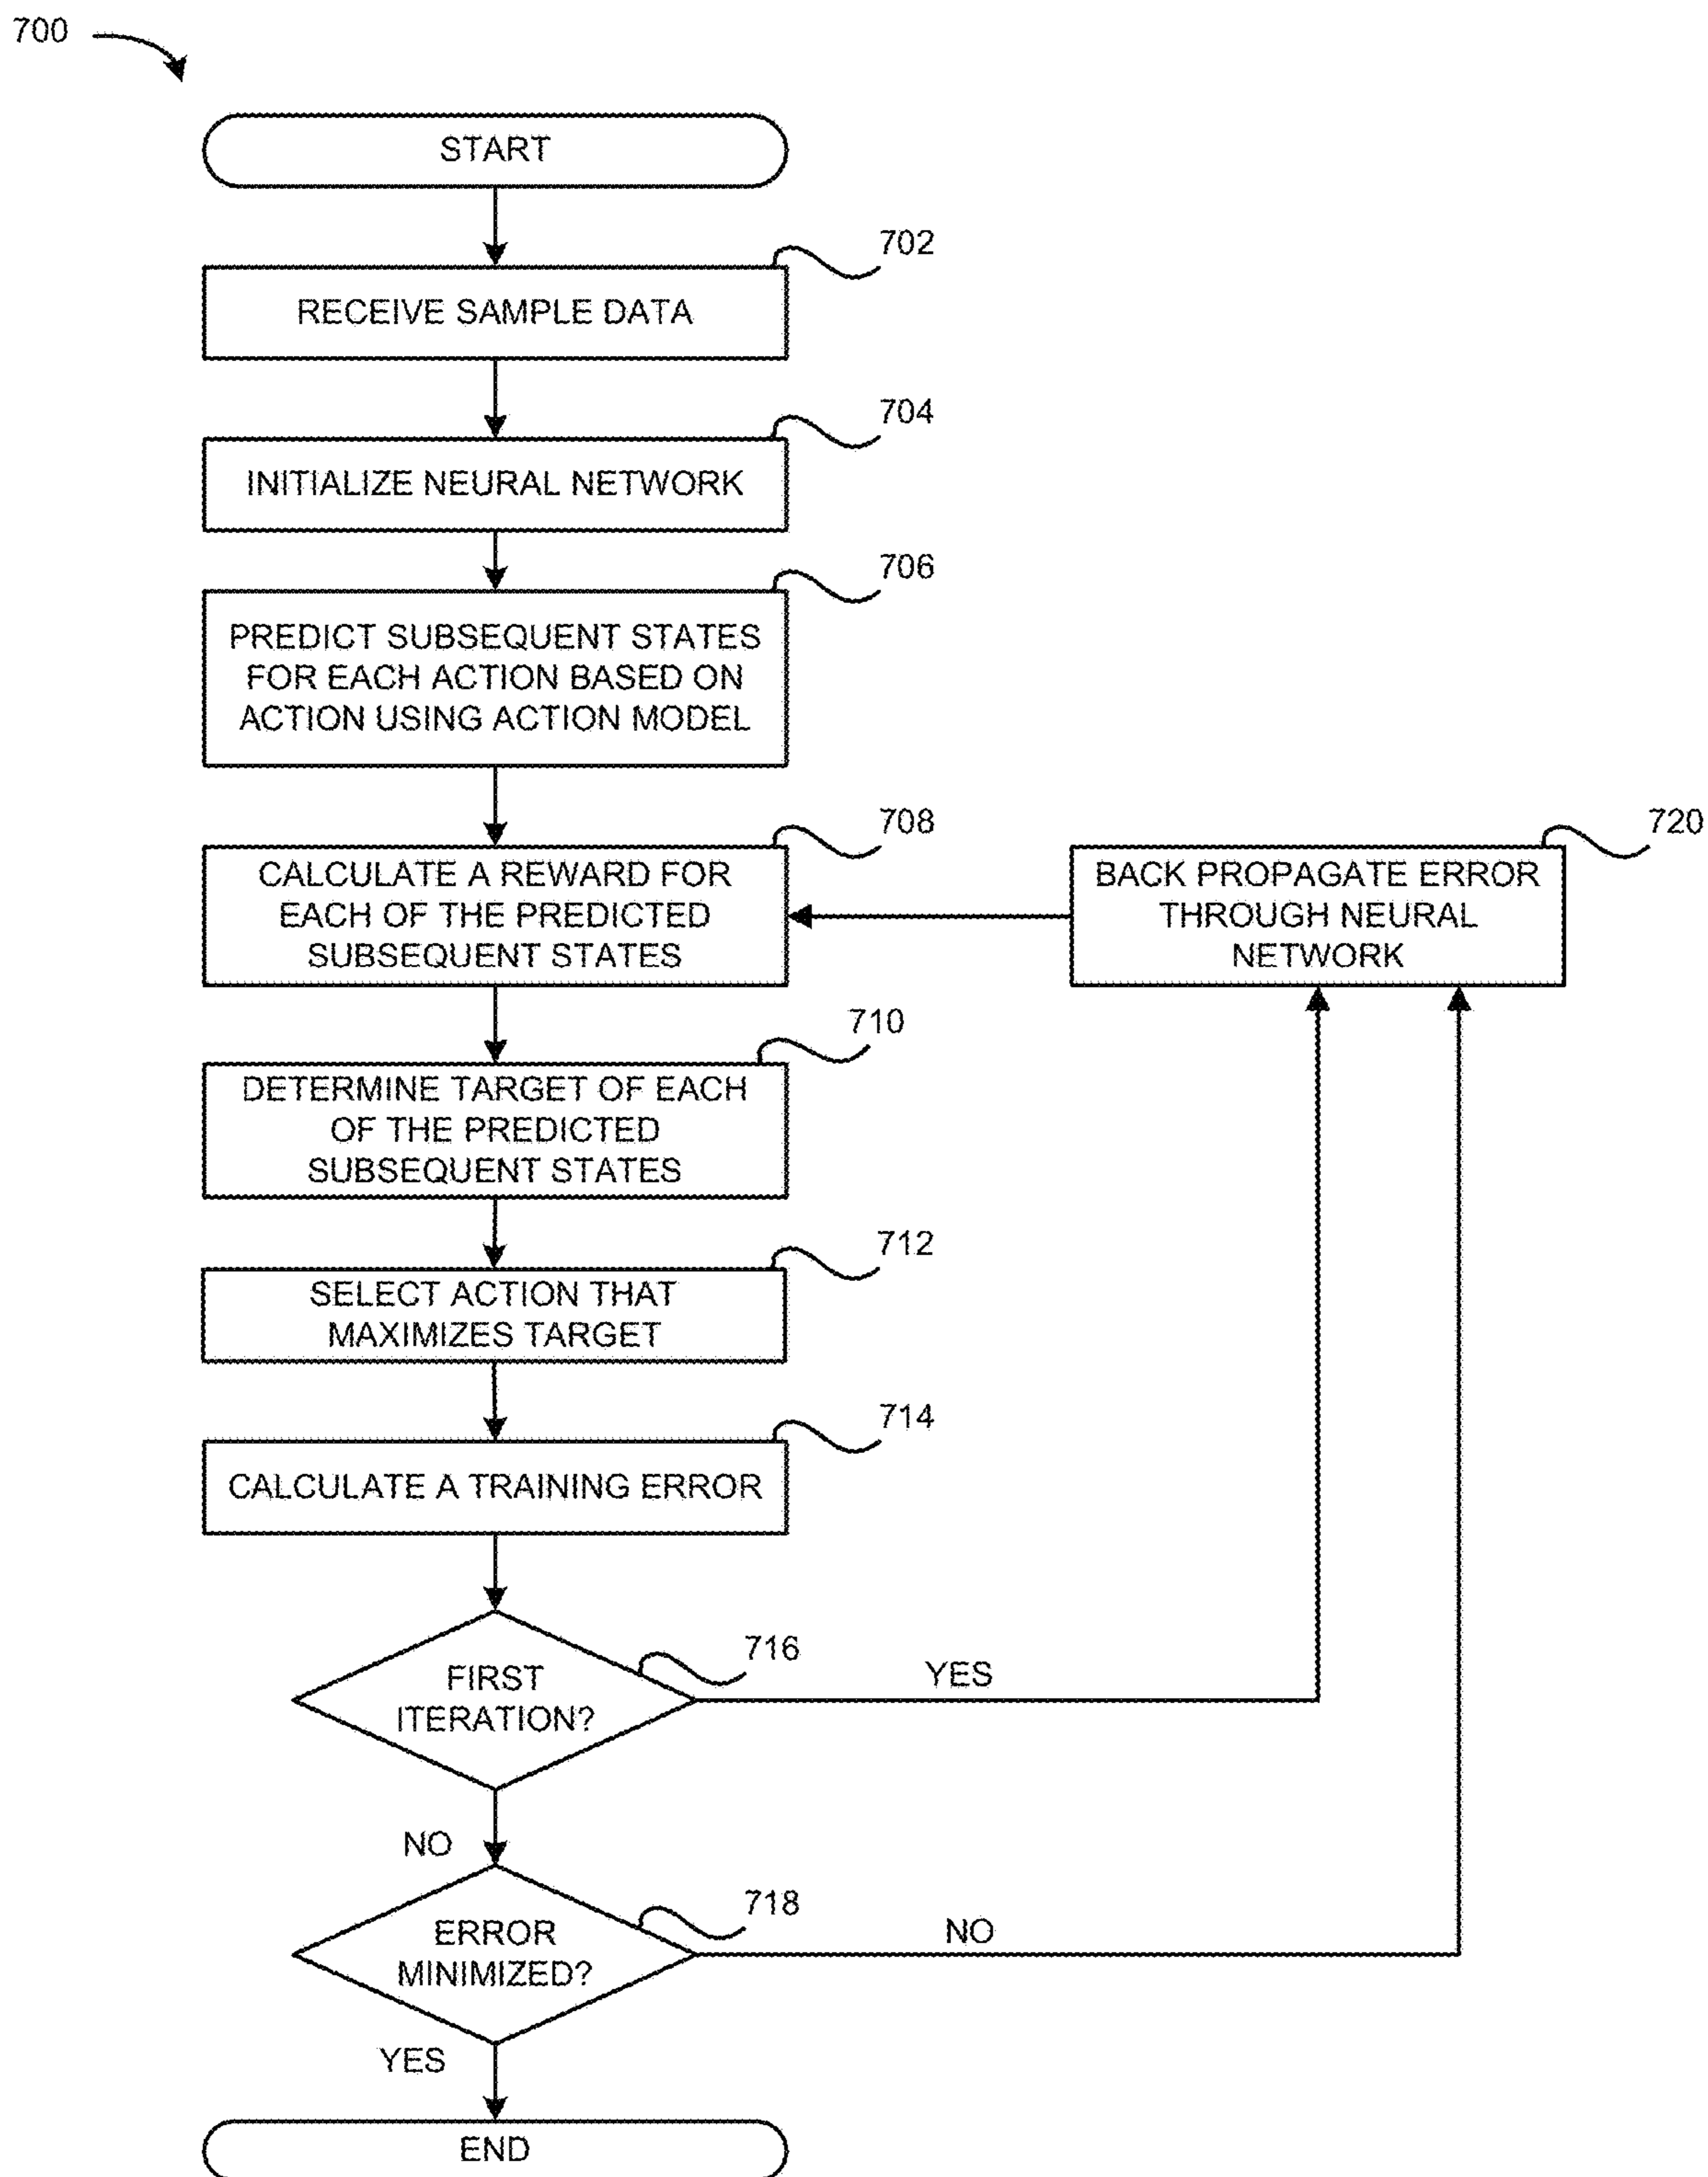 700
START
702
RECEIVE SAMPLE DATA
704
INITIALIZE NEURAL NETWORK
706
PREDICT SUBSEQUENT STATES
FOR EACH ACTION BASED ON
ACTION USING ACTION MODEL
708
CALCULATE A REWARD FOR
EACH OF THE PREDICTED
SUBSEQUENT STATES
720
BACK PROPAGATE ERROR
THROUGH NEURAL
NETWORK
710
DETERMINE TARGET OF EACH
OF THE PREDICTED
SUBSEQUENT STATES
712
SELECT ACTION THAT
MAXIMIZES TARGET
714
CALCULATE A TRAINING ERROR
716
FIRST
ITERATION?
YES
NO
718
ERROR
MINIMIZED?
NO
YES
END